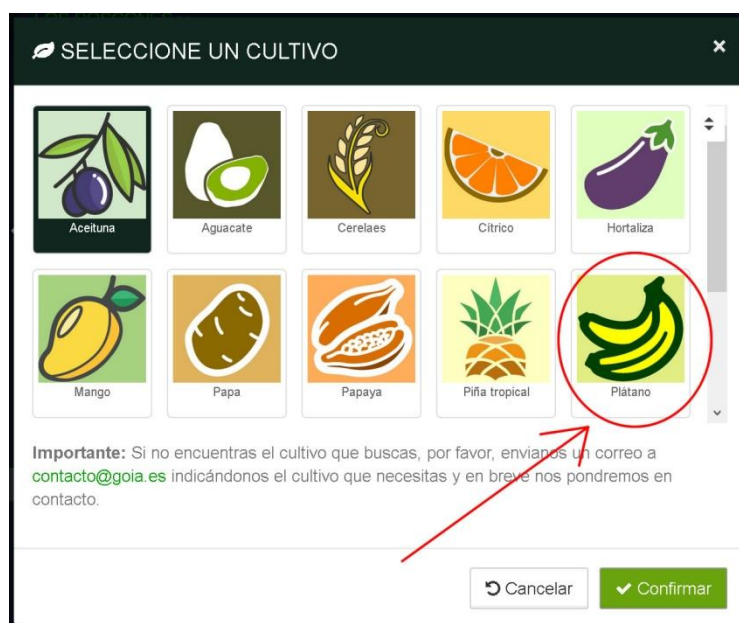 SELECCIONE UN CULTIVO
Aceituna
Aguacate
Cerelaes
Cítrico
Hortaliza
Mango
Papa
Papaya
Piña tropical
Plátano
Importante: Si no encuentras el cultivo que buscas, por favor, envianos un correo a
contacto@goia.es indicándonos el cultivo que necesitas y en breve nos pondremos en
contacto.
Cancelar
Confirmar